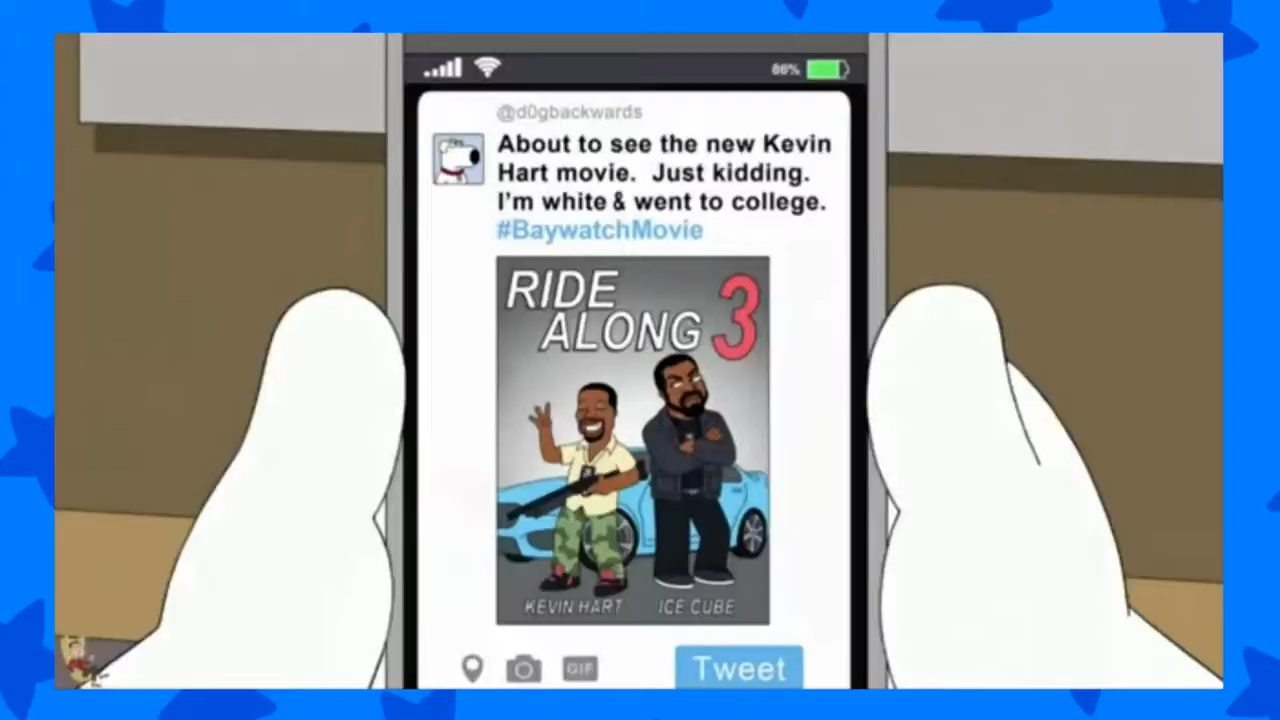 86%
@d0gbackwards
About to see the new Kevin
Hart movie.  Just kidding.
I'm white & went to college.
#BaywatchMovie
RIDE
ALONG 3
KEVIN HART ICE CUBE
GIF
Tweet